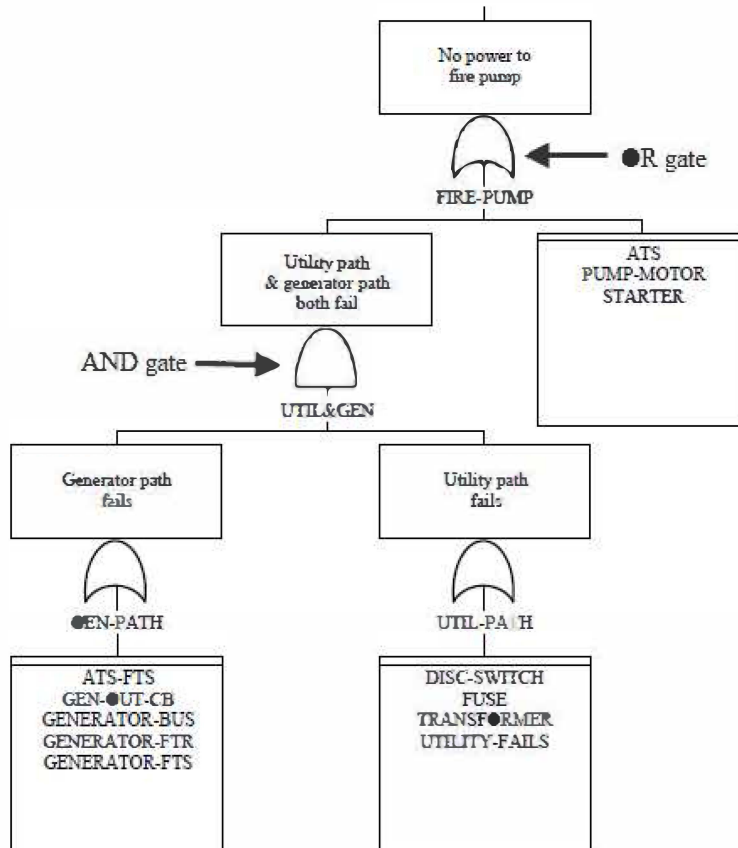 No power to
fire pump
OR gate
FIRE-PUMP
Utility path
& generator path
both fail
ATS
PUMP-MOTOR
STARTER
AND gate
UTIL&GEN
Generator path
fails
Utility path
fails
GEN-PATH
UTIL-PATH
ATS-FTS
GEN-OUT-CB
GENERATOR-BUS
GENERATOR-FTR
GENERATOR-FTS
DISC-SWITCH
FUSE
TRANSFORMER
UTILITY-FAILS